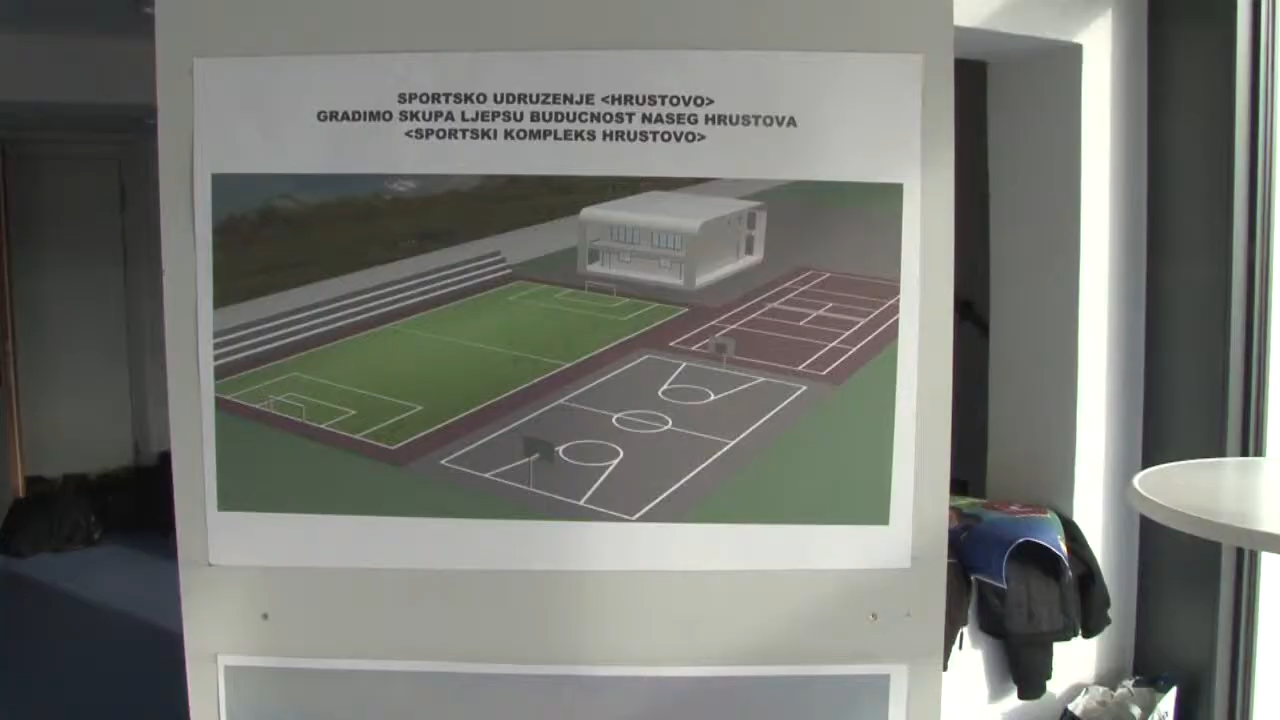 SPORTSKO UDRUZENJE <HRUSTOVO>
GRADIMO SKUPA LJEPSU BUDUCNOST NASEG HRUSTOVA
<SPORTSKI KOMPLEKS HRUSTOVO>